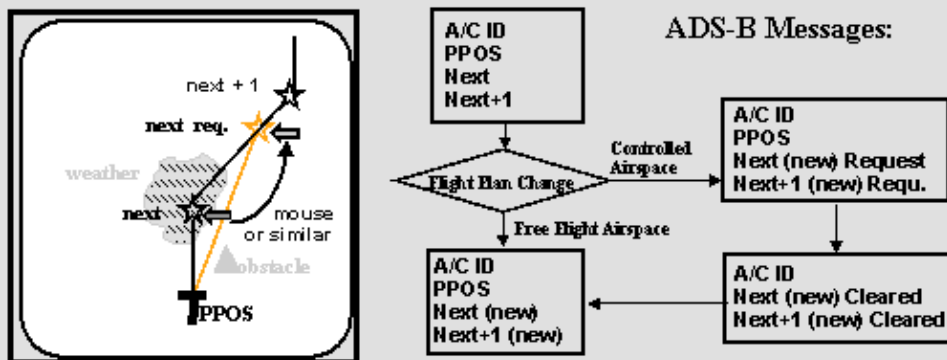 next + 1
next req.
weather
next
mouse
or similar
obstacle
PPOS
ADS-B Messages:
A/C ID
PPOS
Next
Next+1
Flight Plan Change
Controlled
Airspace
A/C ID
PPOS
Next (new) Request
Next+1 (new) Requ.
Free Flight Airspace
A/C ID
PPOS
Next (new)
Next+1 (new)
A/C ID
Next (new) Cleared
Next+1 (new) Cleared